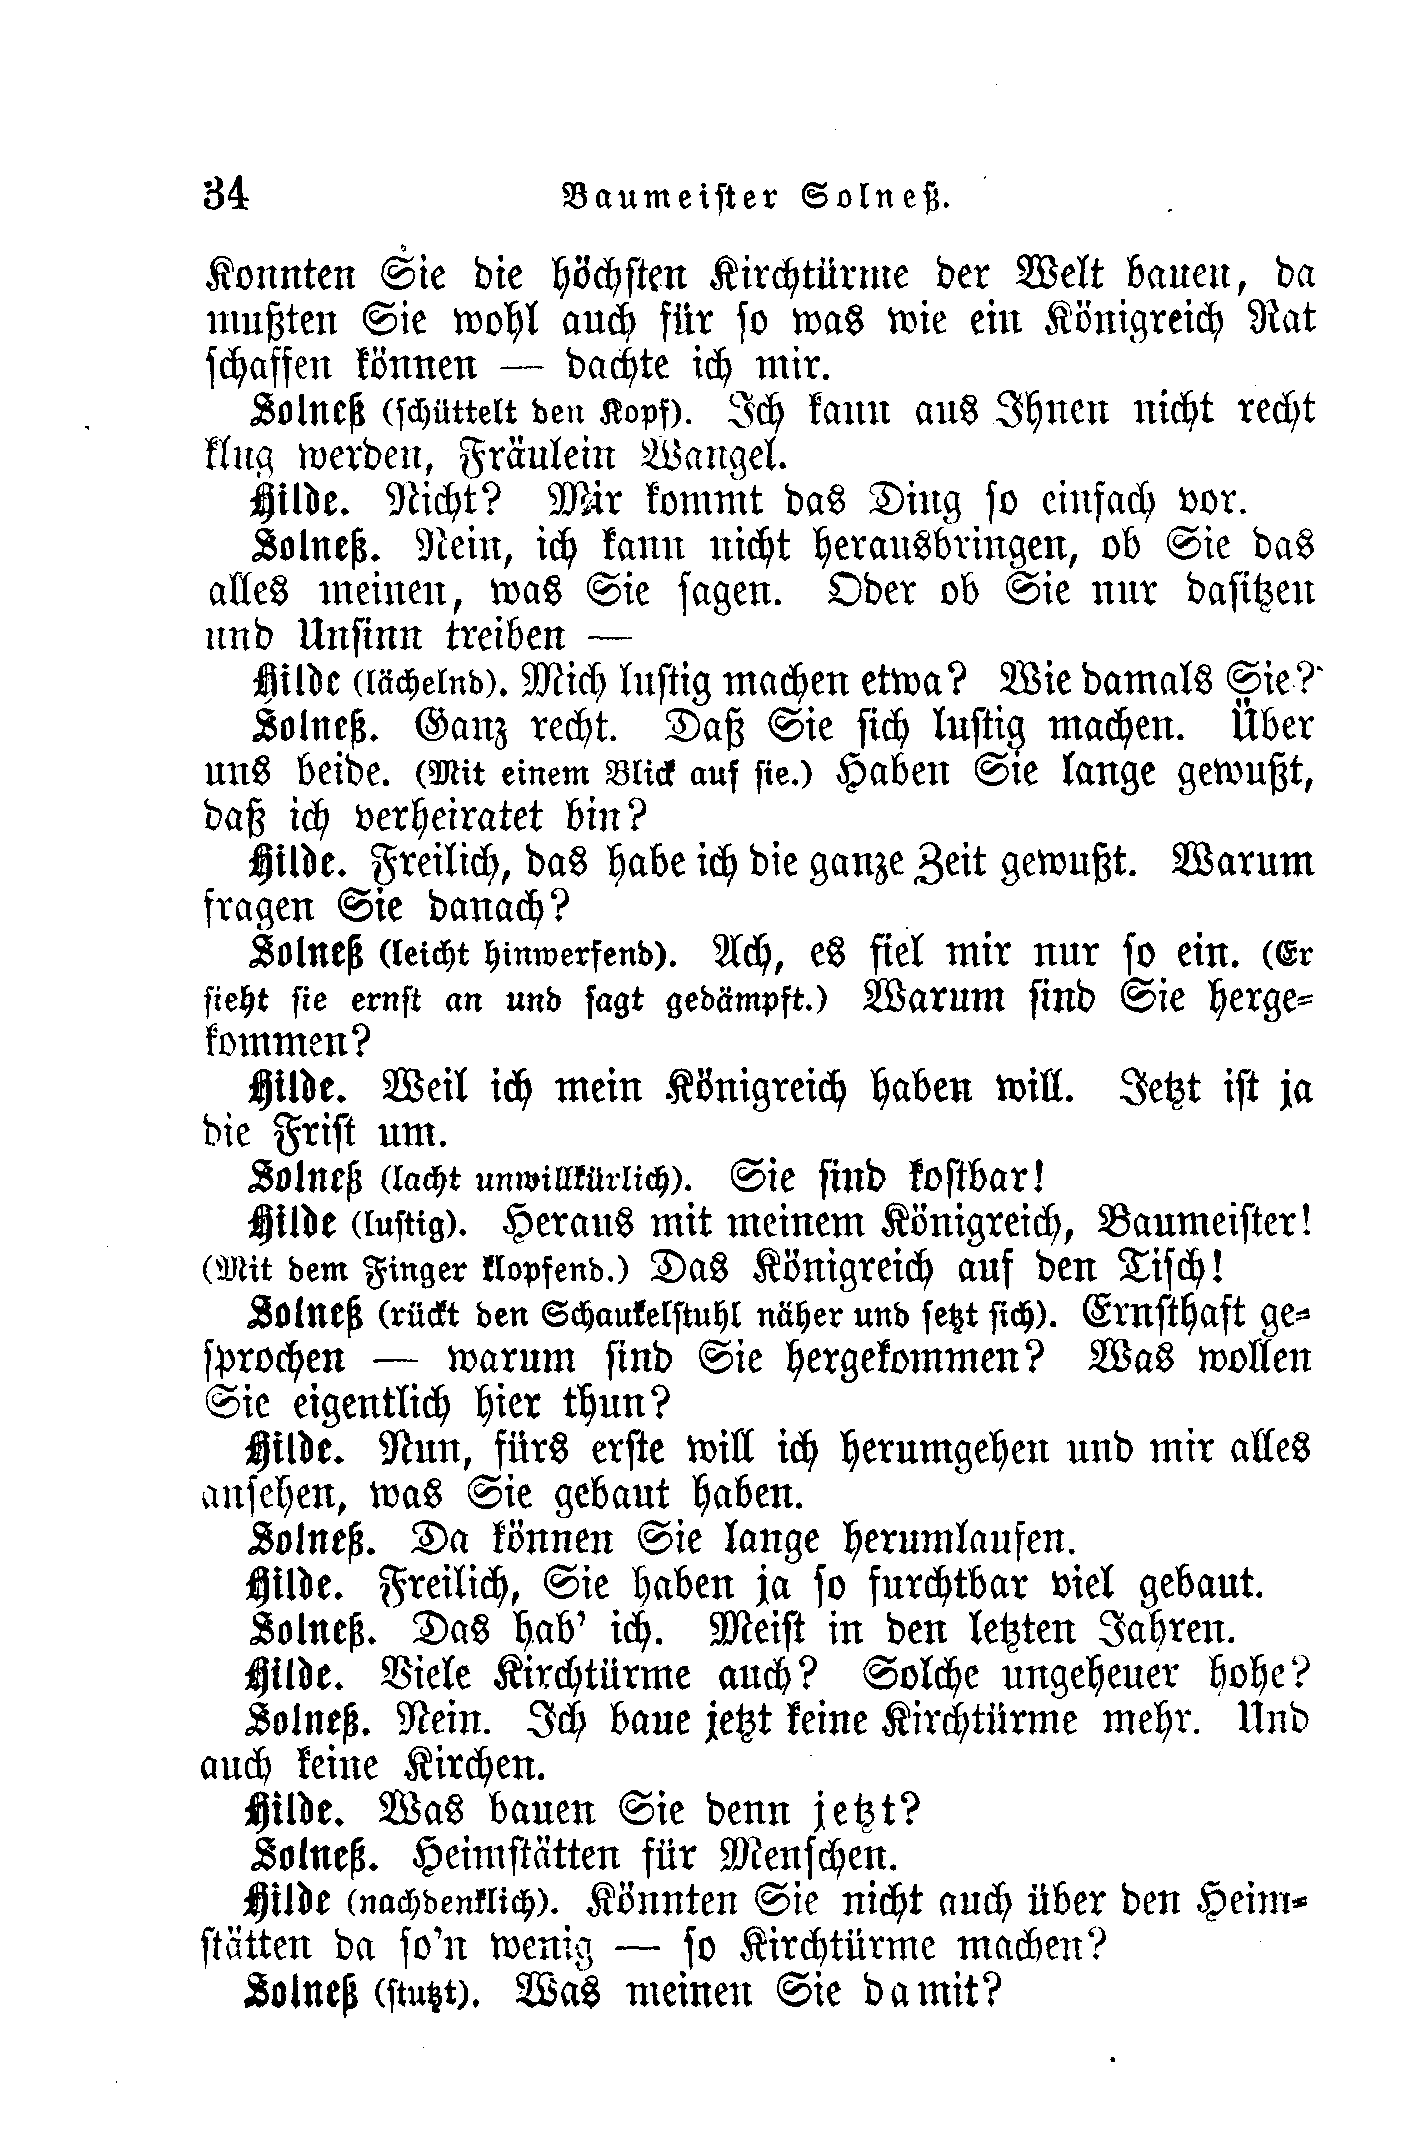 34 Baumeister Solneß.
Konnten Sie die höchsten Kirchtürme der Welt bauen, da
mußten Sie wohl auch für so was wie ein Königreich Rat
schaffen können — dachte ich mir.
Solneß (schüttelt den Kopf). Ich kann aus Ihnen nicht recht
klug werden, Fräulein Wangel.
Hilde. Nicht? Mir kommt das Ding so einfach vor.
Solneß. Nein, ich kann nicht herausbringen, ob Sie das
alles meinen, was Sie sagen. Oder ob Sie nur dasitzen
und Unsinn treiben —
Hilde (lächelnd). Mich lustig machen etwa? Wie damals Sie?
Solneß. Ganz recht. Daß Sie sich lustig machen. Über
uns beide. (Mit einem Blick auf sie.) Haben Sie lange gewußt,
daß ich verheiratet bin?
Hilde. Freilich, das habe ich die ganze Zeit gewußt. Warum
fragen Sie danach?
Solneß (leicht hinwerfend). Ach, es fiel mir nur so ein. (Er
sieht sie ernst an und sagt gedämpft.) Warum sind Sie herge=
kommen?
Hilde. Weil ich mein Königreich haben will. Jetzt ist ja
die Frist um.
Solneß (lacht unwillkürlich). Sie sind kostbar!
Hilde (lustig). Heraus mit meinem Königreich, Baumeister!
(Mit dem Finger klopfend.) Das Königreich auf den Tisch!
Solneß (rückt den Schaukelstuhl näher und setzt sich). Ernsthaft ge=
sprochen — warum sind Sie hergekommen? Was wollen
Sie eigentlich hier thun?
Hilde. Nun, fürs erste will ich herumgehen und mir alles
ansehen, was Sie gebaut haben.
Solneß. Da können Sie lange herumlaufen.
Hilde. Freilich, Sie haben ja so furchtbar viel gebaut.
Solneß. Das hab' ich. Meist in den letzten Jahren.
Hilde. Viele Kirchtürme auch? Solche ungeheuer hohe?
Solneß. Nein. Ich baue jetzt keine Kirchtürme mehr. Und
auch keine Kirchen.
Hilde. Was bauen Sie denn jetzt?
Solneß. Heimstätten für Menschen.
Hilde (nachdenklich). Könnten Sie nicht auch über den Heim=
stätten da so'n wenig — so Kirchtürme machen?
Solneß (stutzt). Was meinen Sie damit?